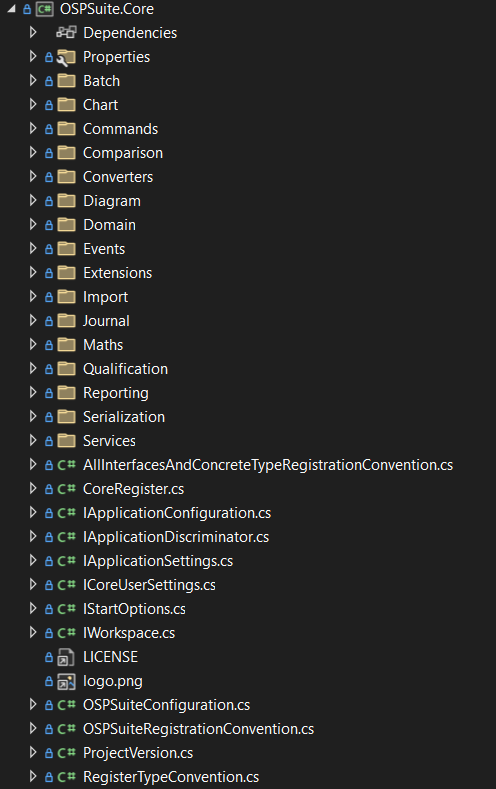 OSPSuite.Core
Dependencies
Properties
Batch
Chart
Commands
Comparison
Converters
Diagram
Domain
Events
Extensions
Import
Journal
Maths
Qualification
Reporting
Serialization
Services
C# AllInterfacesAndConcreteTypeRegistrationConvention.cs
C# CoreRegister.cs
C# IApplicationConfiguration.cs
C# IApplicationDiscriminator.cs
C# IApplicationSettings.cs
C# ICoreUserSettings.cs
C# IStartOptions.cs
C# IWorkspace.cs
LICENSE
logo.png
C# OSPSuiteConfiguration.cs
C# OSPSuiteRegistrationConvention.cs
C# ProjectVersion.cs
C# RegisterTypeConvention.cs